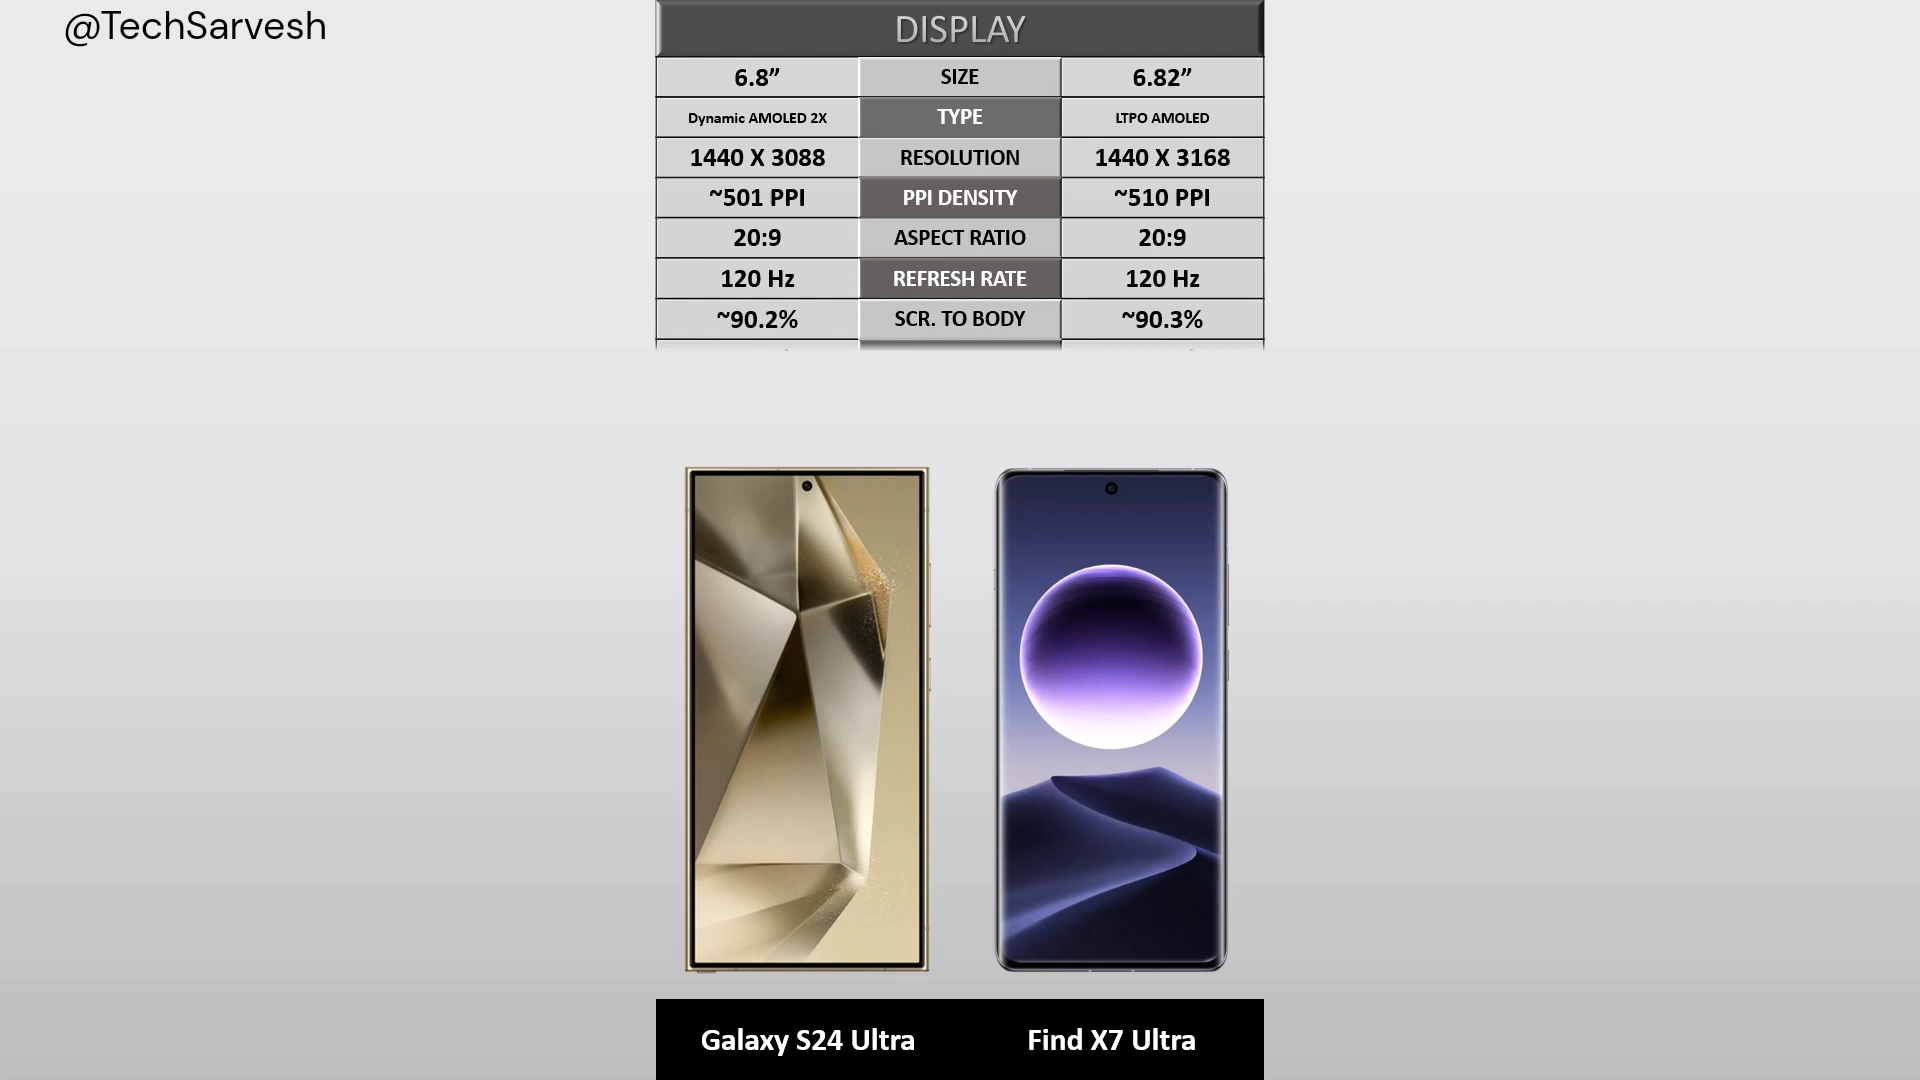 @TechSarvesh
DISPLAY
6.8” SIZE 6.82”
Dynamic AMOLED 2X TYPE LTPO AMOLED
1440 X 3088 RESOLUTION 1440 X 3168
~501 PPI PPI DENSITY ~510 PPI
20:9 ASPECT RATIO 20:9
120 Hz REFRESH RATE 120 Hz
~90.2% SCR. TO BODY ~90.3%
Galaxy S24 Ultra Find X7 Ultra